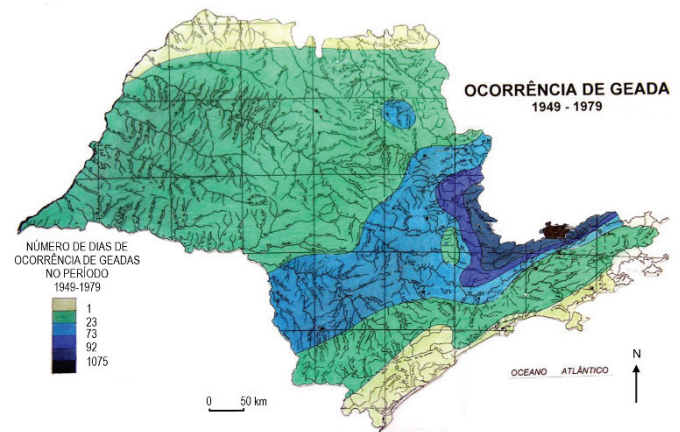 OCORRÊNCIA DE GEADA
1949 - 1979
NÚMERO DE DIAS DE
OCORRÊNCIA DE GEADAS
NO PERÍODO
1949-1979
1
23
73
92
1075
0 50 km
OCEANO ATLÂNTICO
N